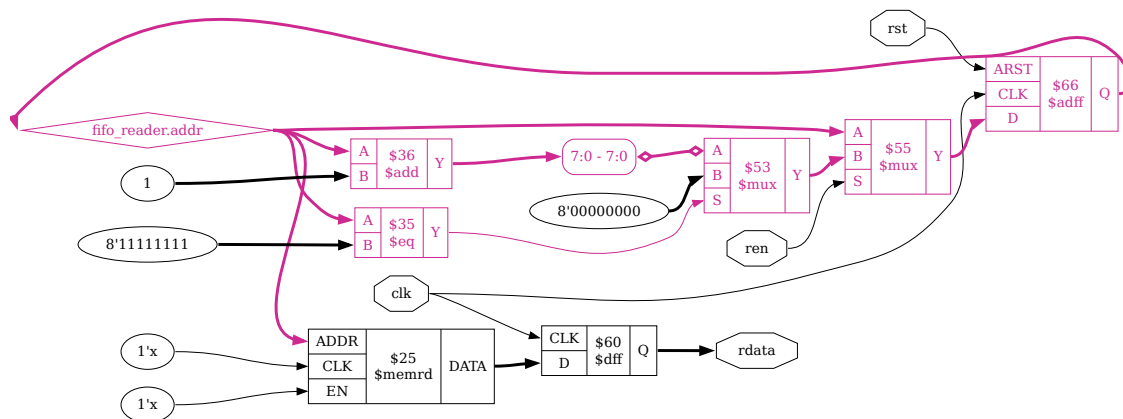 rst
ARST
CLK
D
$66
$adff
Q
fifo_reader.addr
A
B
$36
$add
Y
7:0 - 7:0
A
B
S
$53
$mux
Y
A
B
S
$55
$mux
Y
1
8'00000000
A
B
$35
$eq
Y
8'11111111
ren
clk
ADDR
CLK
EN
$25
$memrd
DATA
CLK
D
$60
$dff
Q
rdata
1'x
1'x